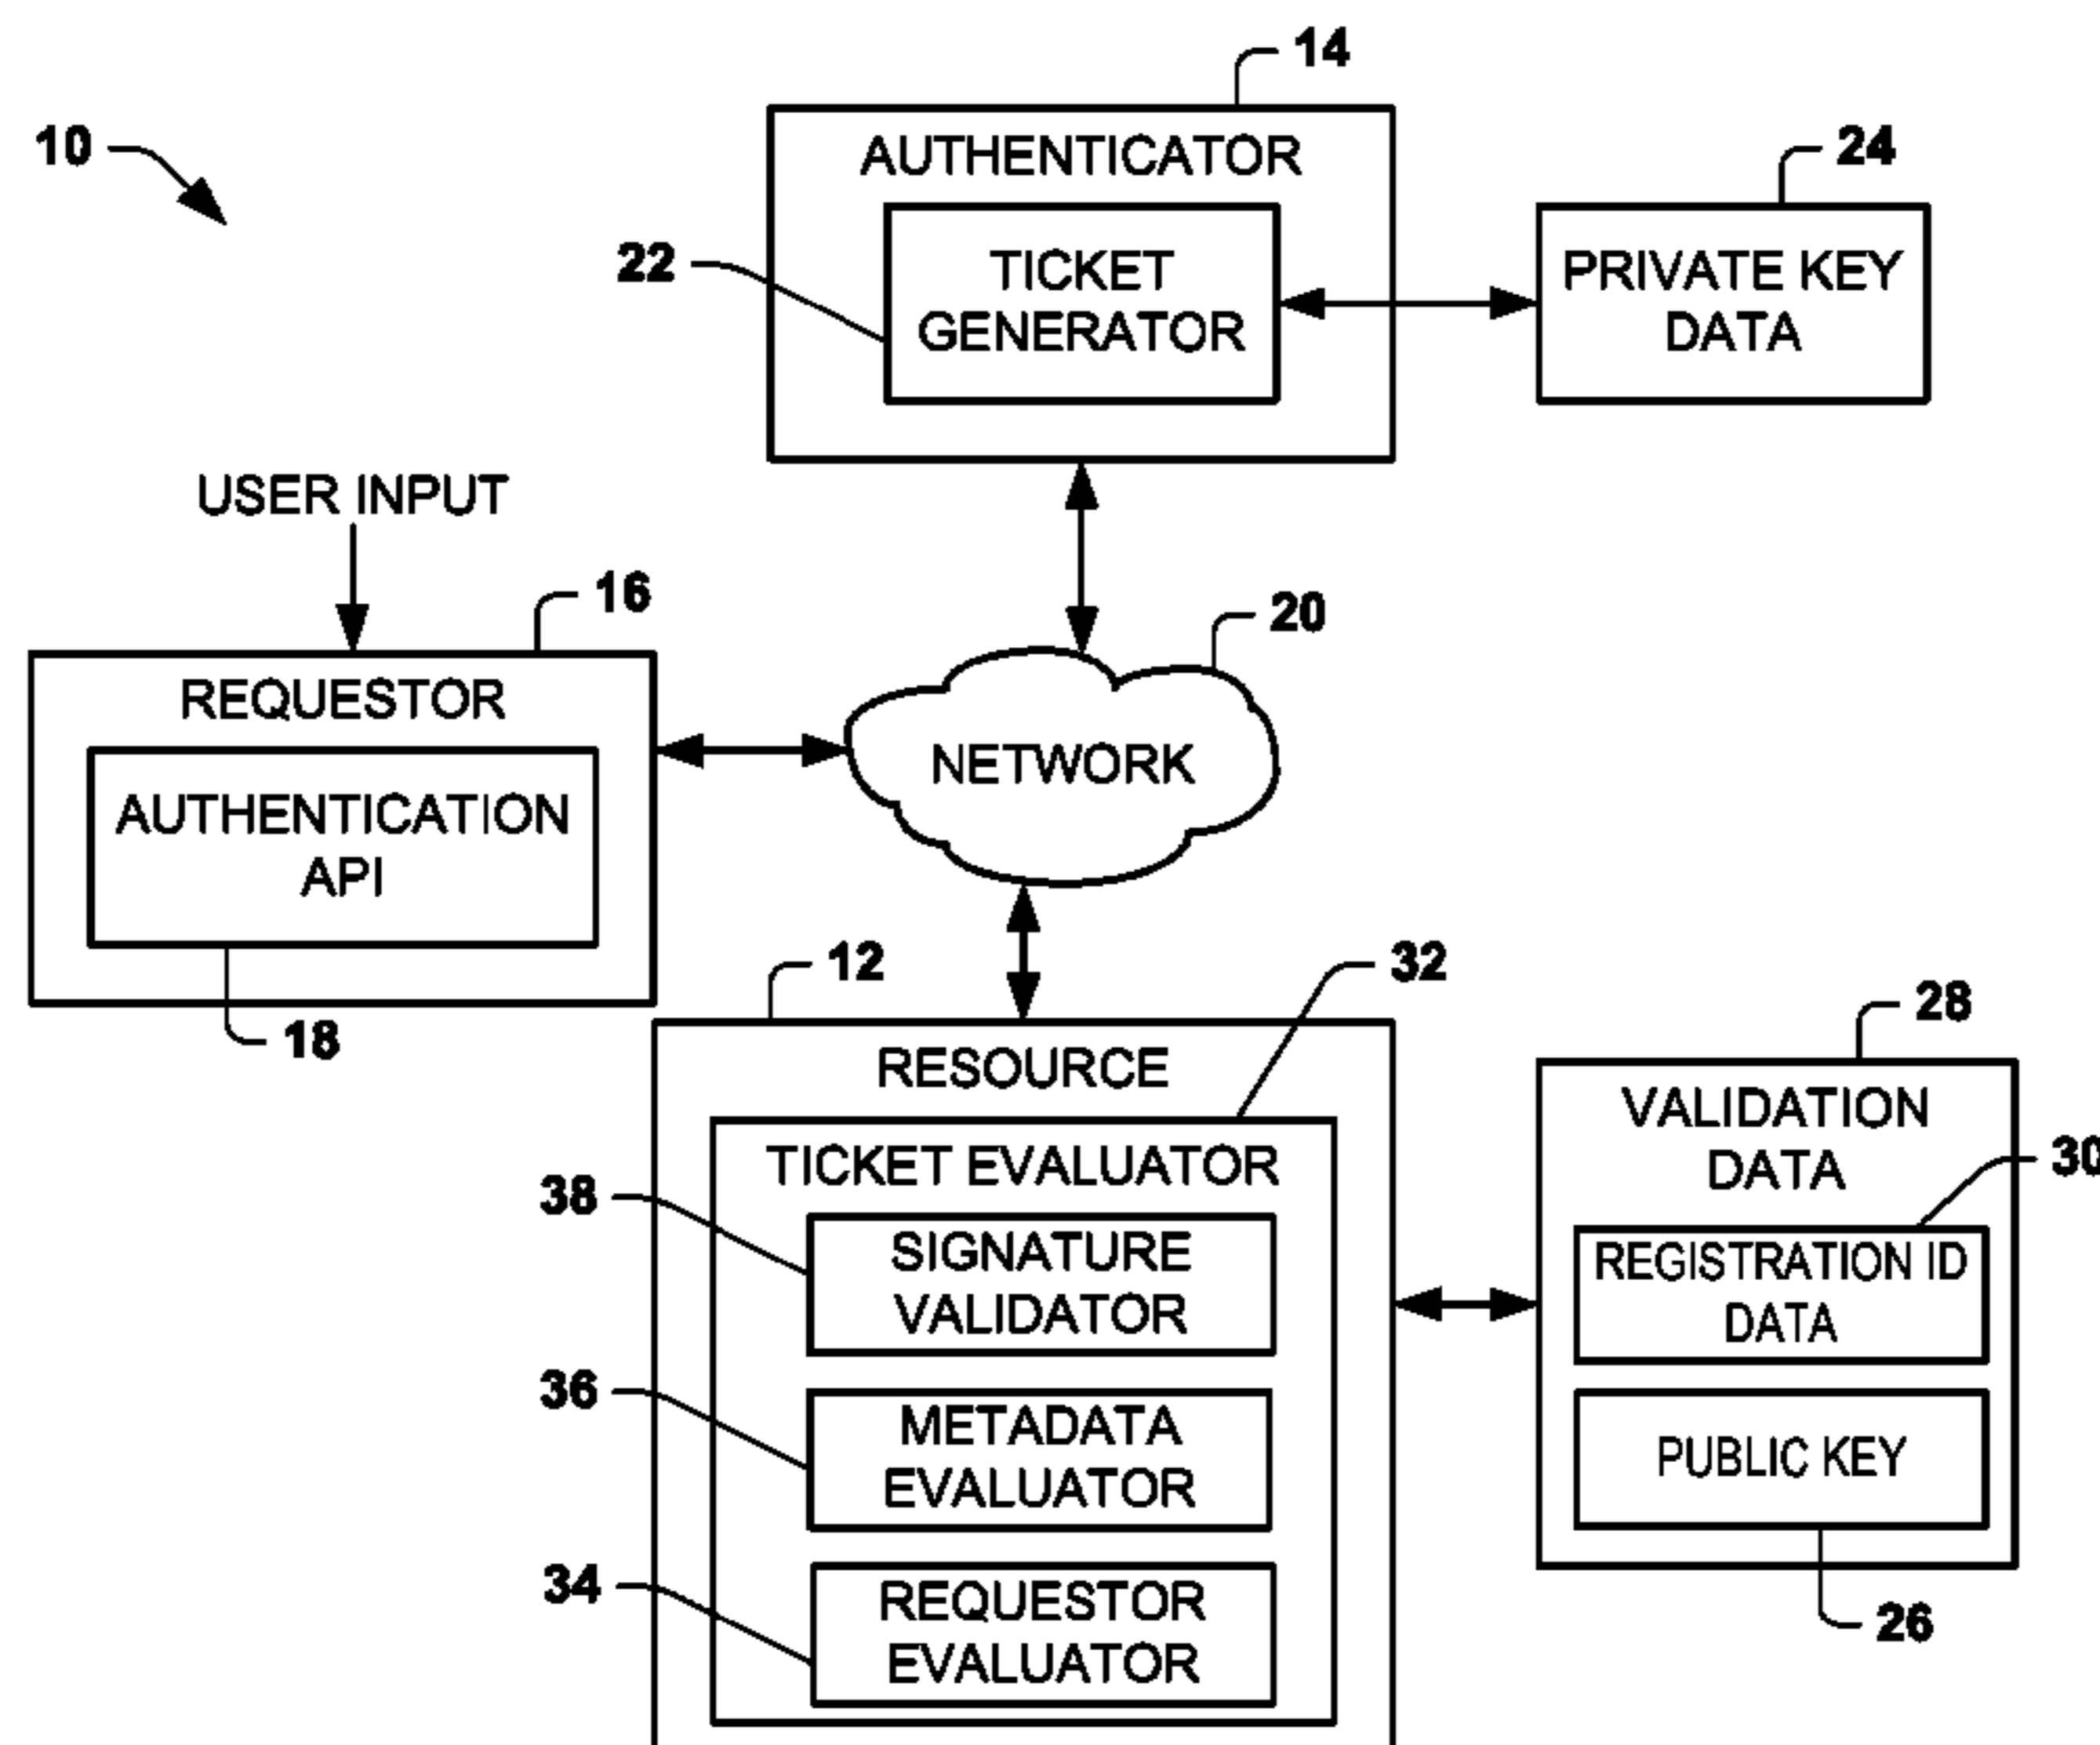 14
10
AUTHENTICATOR
24
22
TICKET
GENERATOR
PRIVATE KEY
DATA
USER INPUT
16
20
REQUESTOR
AUTHENTICATION
API
NETWORK
18
12
32
28
RESOURCE
VALIDATION
DATA
30
TICKET EVALUATOR
38
SIGNATURE
VALIDATOR
REGISTRATION ID
DATA
36
METADATA
EVALUATOR
PUBLIC KEY
34
REQUESTOR
EVALUATOR
26